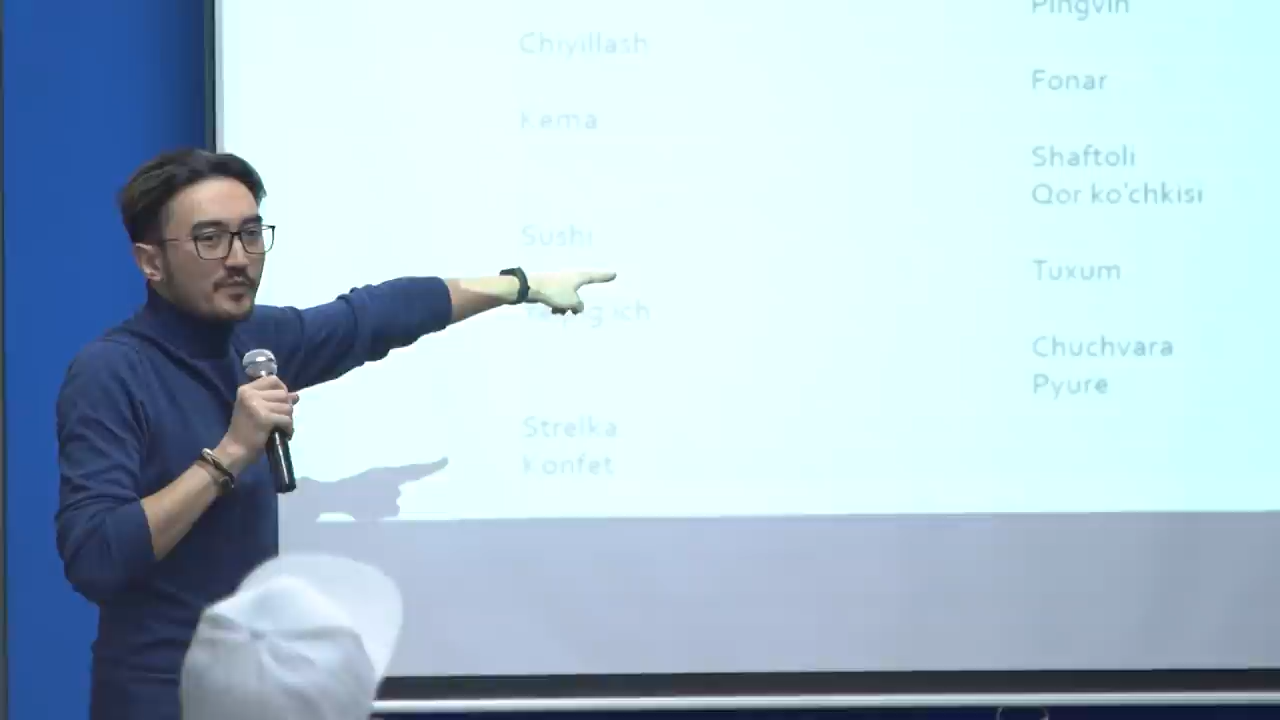 Chiyillash
Kema
Sushi
Strelka
Konfet
Pingvin
Fonar
Shaftoli
Qor ko'chkisi
Tuxum
Chuchvara
Pyure